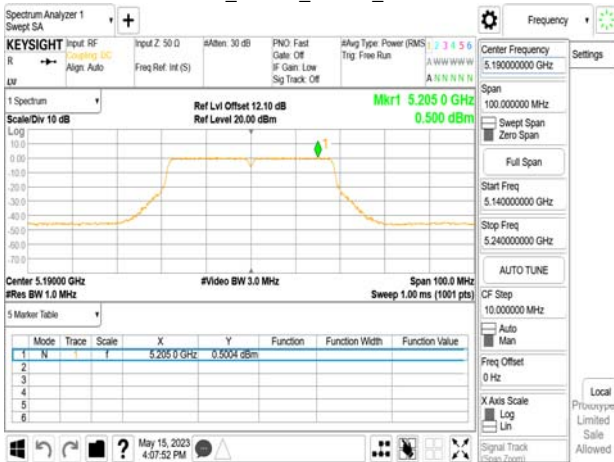 Spectrum Analyzer 1
Swept SA
Frequency
KEYSIGHT
R
Input: RF
Coupling: DC
Align: Auto
Input Z: 50 Ω
Freq Ref: Int (S)
#Atten: 30 dB
PNO: Fast
Gate: Off
IF Gain: Low
Sig Track: Off
#Avg Type: Power (RMS
Trig: Free Run
1 2 3 4 5 6
A W W W W W
A N N N N N
1 Spectrum
Scale/Div 10 dB
Ref Lvl Offset 12.10 dB
Ref Level 20.00 dBm
Mkr1 5.205 0 GHz
0.500 dBm
Log
10.0
0.00
-10.0
-20.0
-30.0
-40.0
-50.0
-60.0
-70.0
1
Center 5.19000 GHz
#Res BW 1.0 MHz
#Video BW 3.0 MHz
Span 100.0 MHz
Sweep 1.00 ms (1001 pts)
5 Marker Table
Mode Trace Scale X Y Function Function Width Function Value
1 N 1 f 5.205 0 GHz 0.5004 dBm
2
3
4
5
6
May 15, 2023
4:07:52 PM
Center Frequency
5.190000000 GHz
Settings
Span
100.000000 MHz
Swept Span
Zero Span
Full Span
Start Freq
5.140000000 GHz
Stop Freq
5.240000000 GHz
AUTO TUNE
CF Step
10.000000 MHz
Auto
Man
Freq Offset
0 Hz
X Axis Scale
Log
Lin
Signal Track
(Span Zoom)
Local
Prototype
Limited
Sale
Allowed